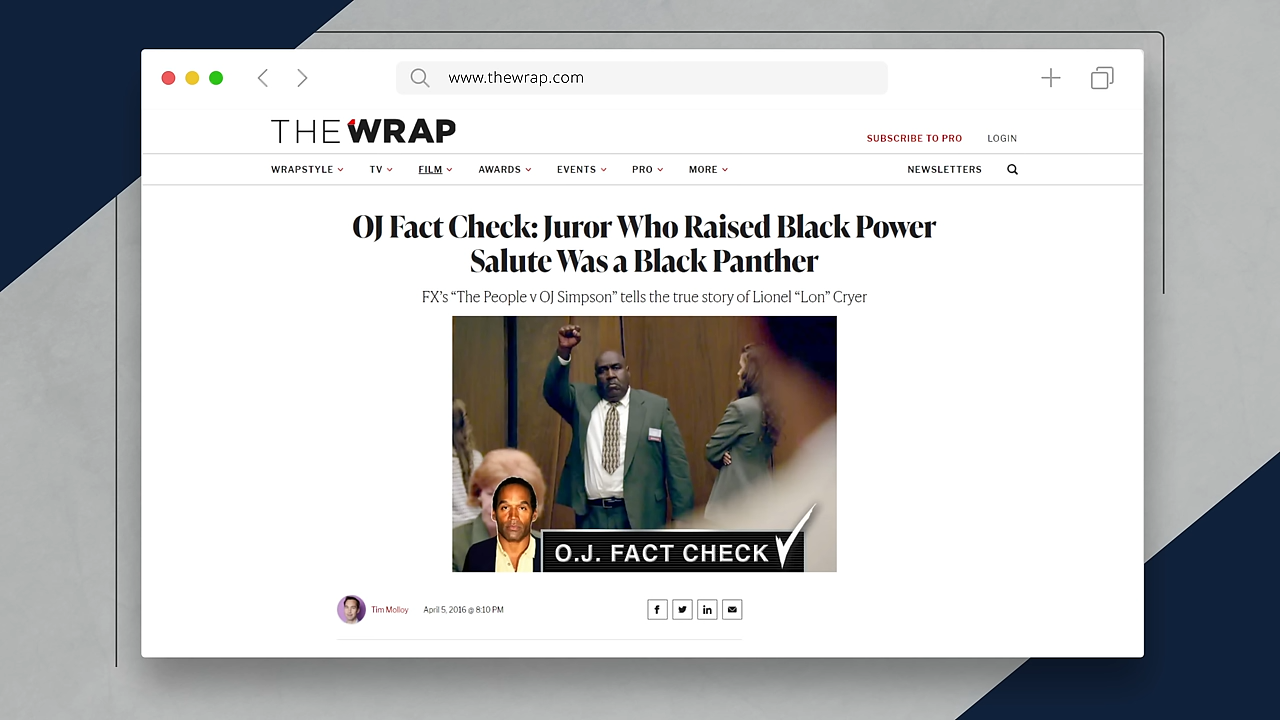 www.thewrap.com
THE WRAP
SUBSCRIBE TO PRO LOGIN
WRAPSTYLE TV FILM AWARDS EVENTS PRO MORE NEWSLETTERS
OJ Fact Check: Juror Who Raised Black Power
Salute Was a Black Panther
FX's “The People v OJ Simpson” tells the true story of Lionel “Lon” Cryer
O.J. FACT CHECK
Tim Molloy April 5, 2016 @ 8:10 PM